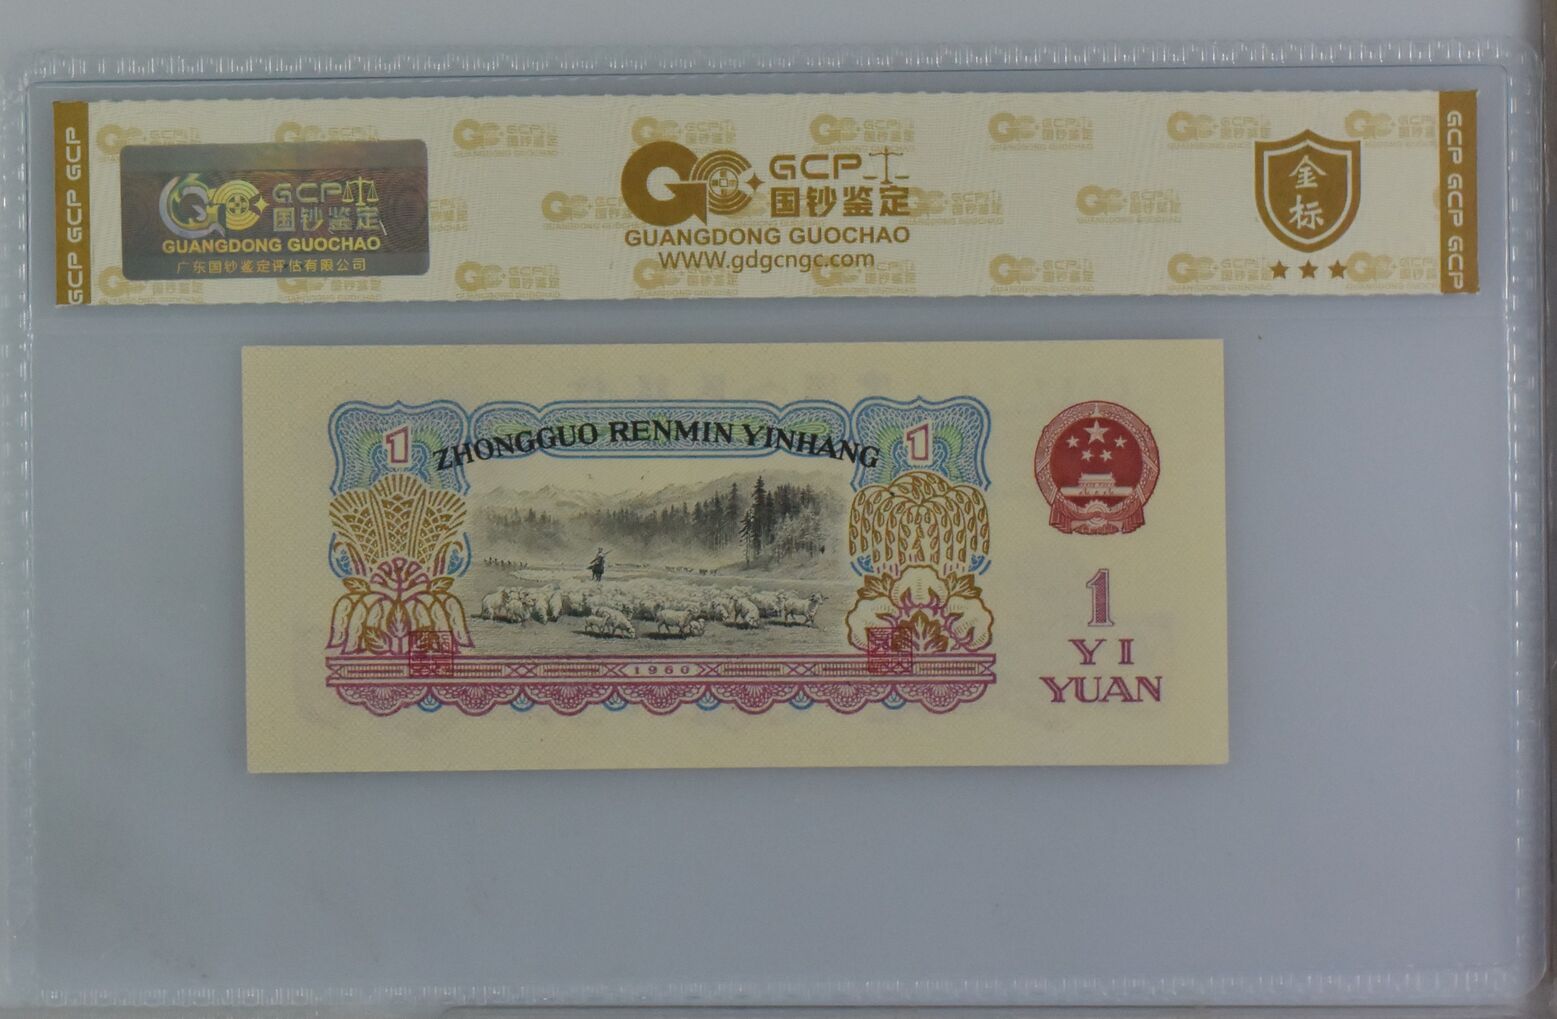 GCP GCP GCP
GCP
国钞鉴定
GUANGDONG GUOCHAO
广东国钞鉴定评估有限公司
GCP
国钞鉴定
GUANGDONG GUOCHAO
WWW.gdgcngc.com
金标
GCP GCP GCP
1
ZHONGGUO RENMIN YINHANG
1
1960
1
YI
YUAN